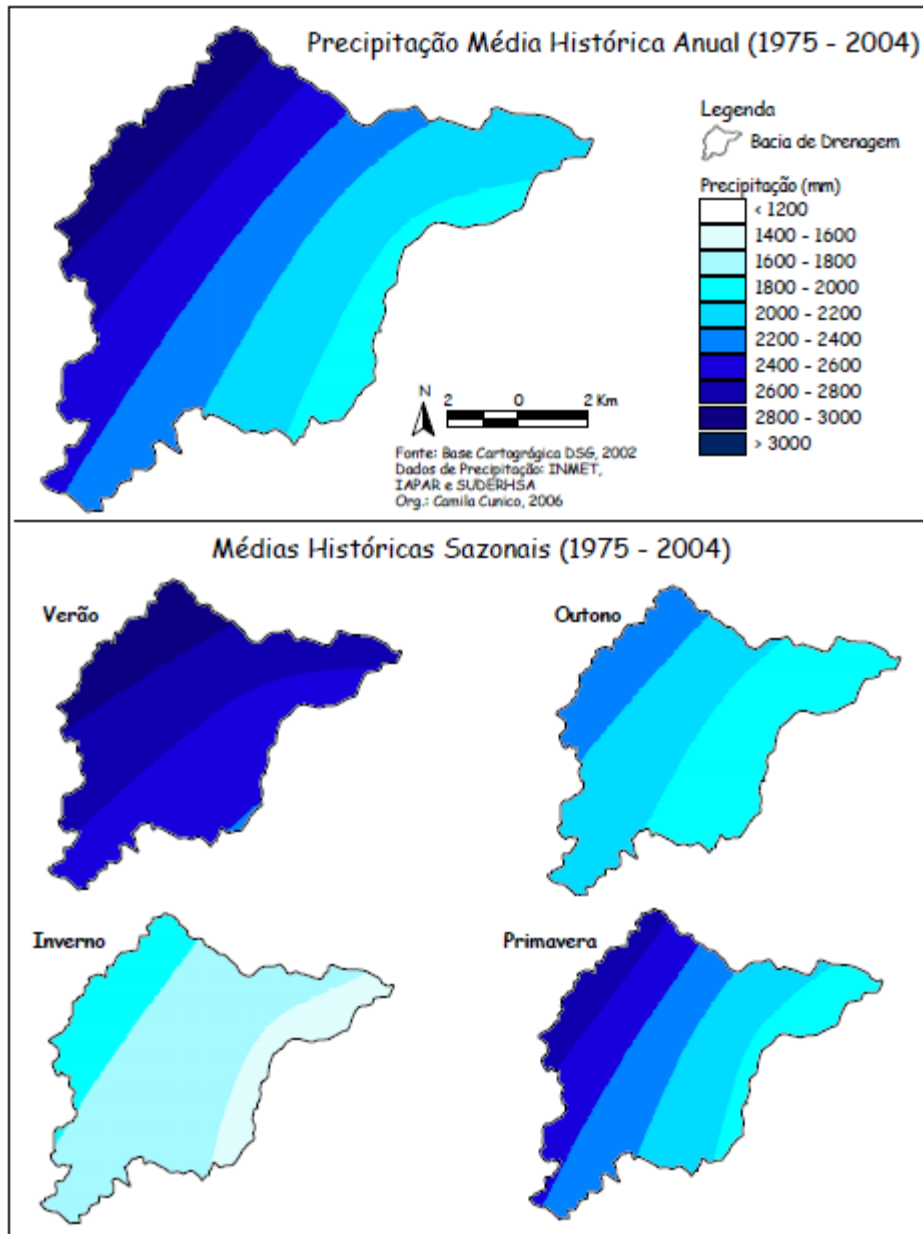 Precipitação Média Histórica Anual (1975 - 2004)
Legenda
Bacia de Drenagem
Precipitação (mm)
< 1200
1400 - 1600
1600 - 1800
1800 - 2000
2000 - 2200
2200 - 2400
2400 - 2600
2600 - 2800
2800 - 3000
> 3000
N
2 0 2 Km
Fonte: Base Cartográgica DSG, 2002
Dados de Precipitação: INMET,
IAPAR e SUDERHSA
Org.: Camila Cunico, 2006
Médias Históricas Sazonais (1975 - 2004)
Verão
Outono
Inverno
Primavera